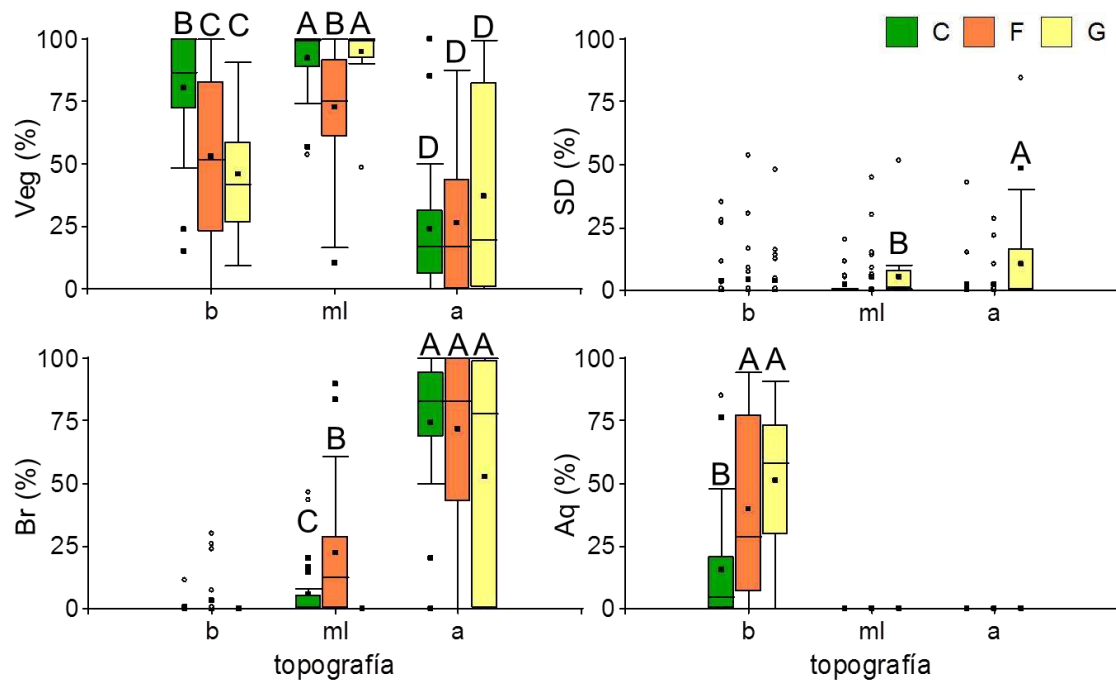 B C C A B A D D D
100
75
50
25
0
Veg (%)
b ml a
C F G
100
75
50
25
0
SD (%)
B A
b ml a
100
75
50
25
0
Br (%)
C B A A A
b ml a
topografía
100
75
50
25
0
Aq (%)
B A A
b ml a
topografía